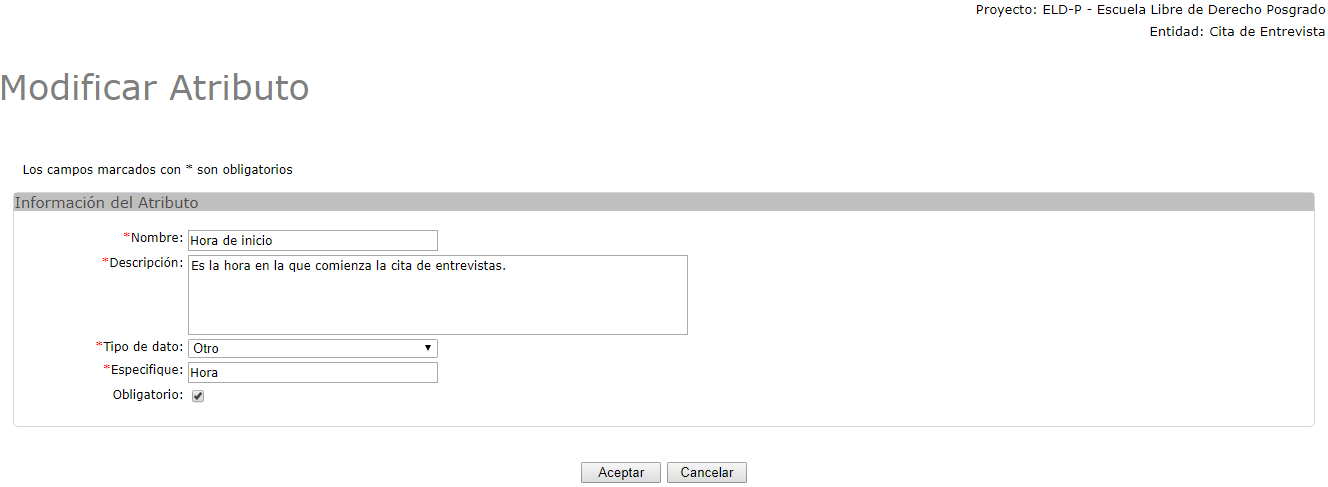 Proyecto: ELD-P - Escuela Libre de Derecho Posgrado
Entidad: Cita de Entrevista
Modificar Atributo
Los campos marcados con * son obligatorios
Información del Atributo
*Nombre: Hora de inicio
*Descripción: Es la hora en la que comienza la cita de entrevistas.
*Tipo de dato: Otro
*Especifique: Hora
Obligatorio:
Aceptar Cancelar